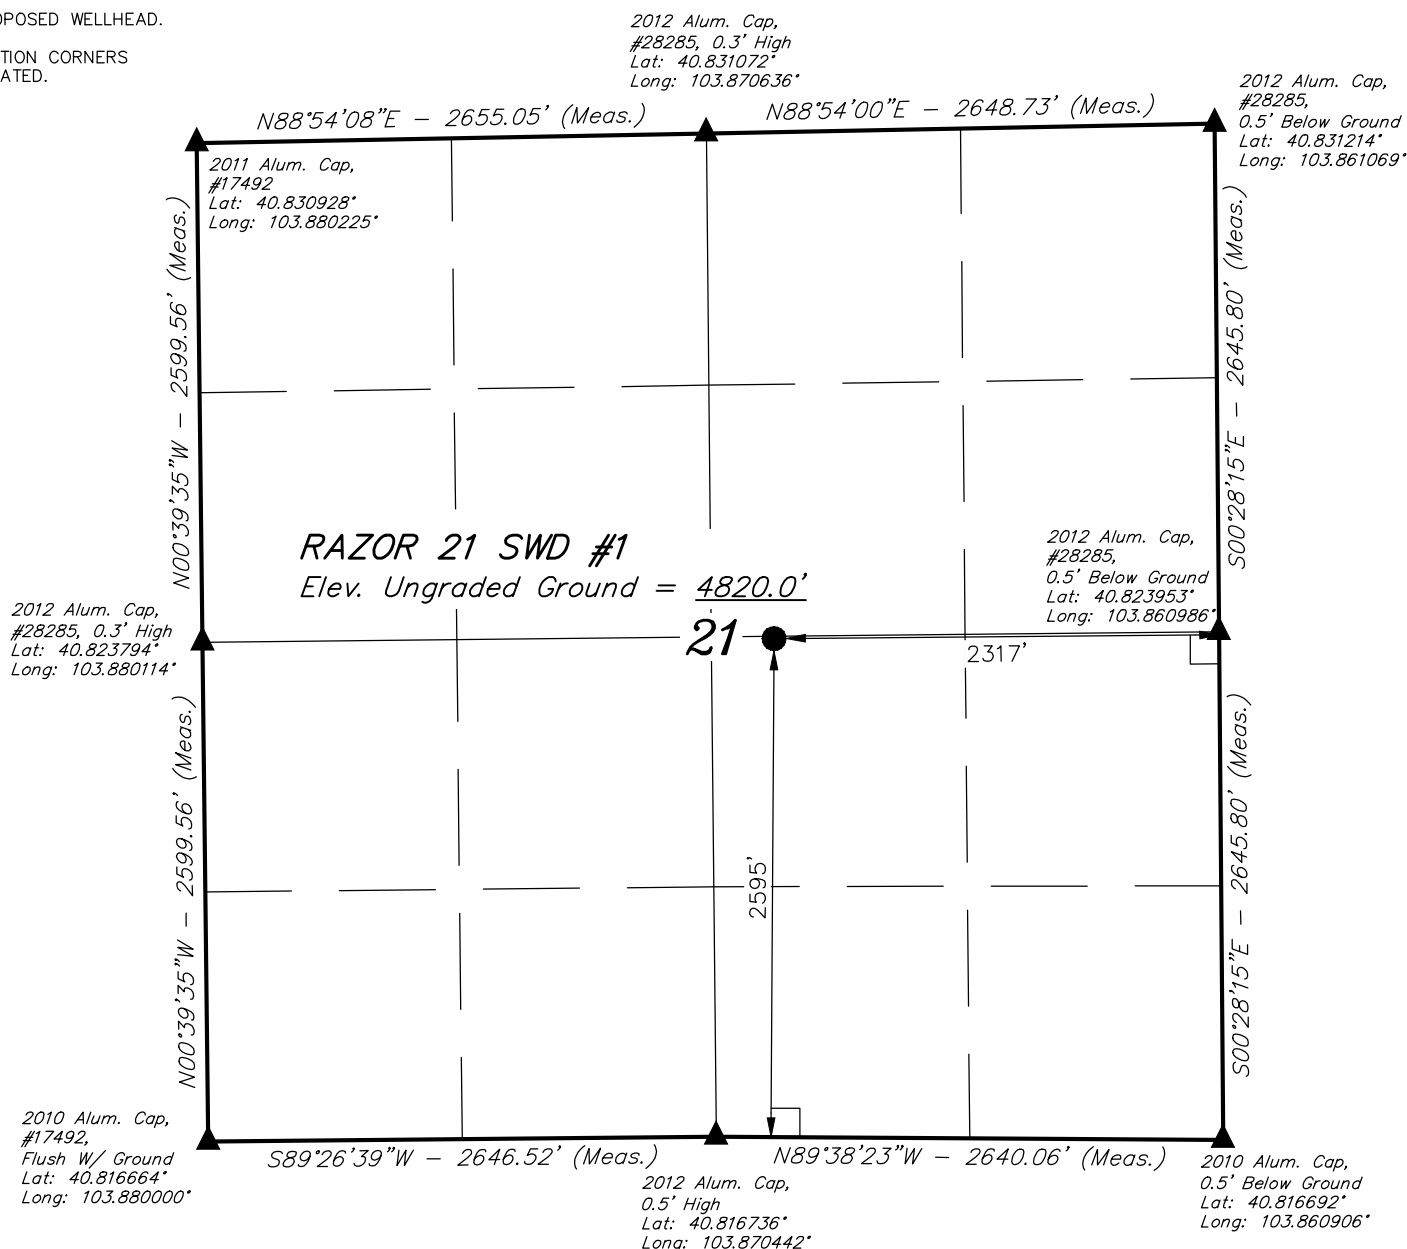 OPOSED WELLHEAD.
TION CORNERS
ATED.
2012 Alum. Cap,
#28285, 0.3' High
Lat: 40.831072°
Long: 103.870636°
2012 Alum. Cap,
#28285,
0.5' Below Ground
Lat: 40.831214°
Long: 103.861069°
N88°54'08"E - 2655.05' (Meas.)
N88°54'00"E - 2648.73' (Meas.)
2011 Alum. Cap,
#17492
Lat: 40.830928°
Long: 103.880225°
N00°39'35"W - 2599.56' (Meas.)
S00°28'15"E - 2645.80' (Meas.)
RAZOR 21 SWD #1
Elev. Ungraded Ground = 4820.0'
2012 Alum. Cap,
#28285,
0.5' Below Ground
Lat: 40.823953°
Long: 103.860986°
2012 Alum. Cap,
#28285, 0.3' High
Lat: 40.823794°
Long: 103.880114°
21
2317'
2595'
N00°39'35"W - 2599.56' (Meas.)
S00°28'15"E - 2645.80' (Meas.)
2010 Alum. Cap,
#17492,
Flush W/ Ground
Lat: 40.816664°
Long: 103.880000°
S89°26'39"W - 2646.52' (Meas.)
N89°38'23"W - 2640.06' (Meas.)
2012 Alum. Cap,
0.5' High
Lat: 40.816736°
Long: 103.870442°
2010 Alum. Cap,
0.5' Below Ground
Lat: 40.816692°
Long: 103.860906°